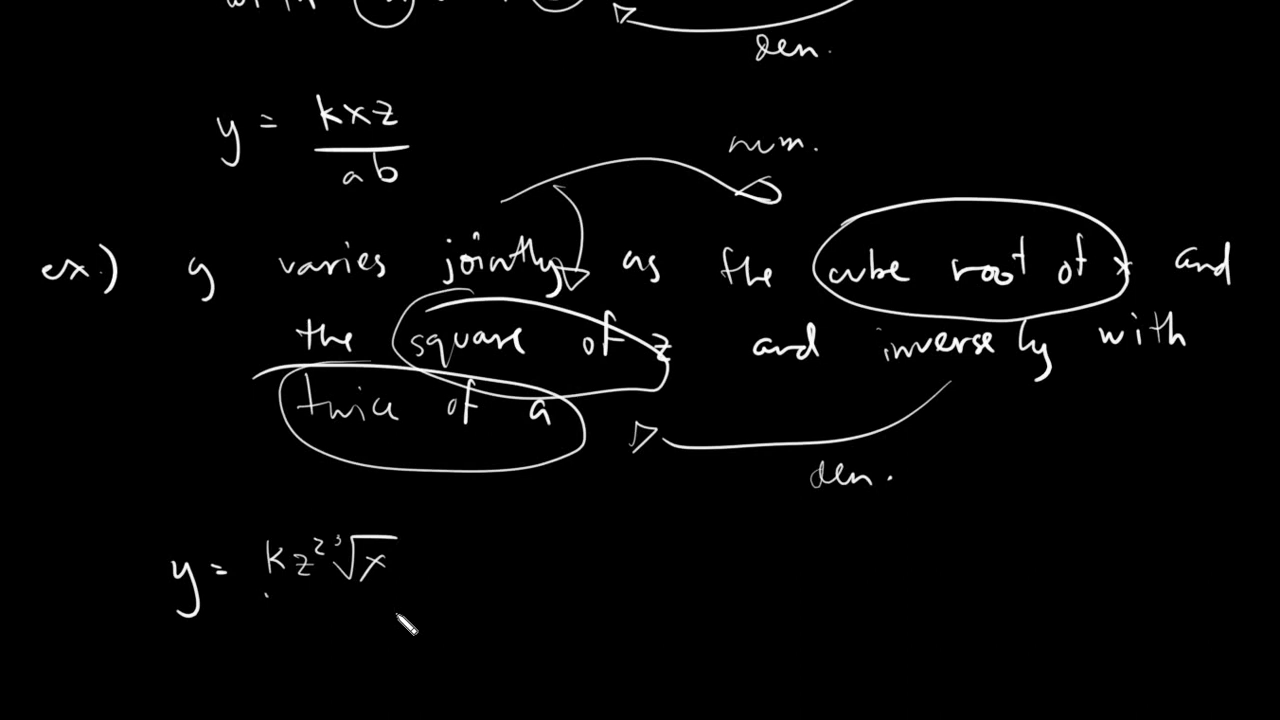 den.
y = kxz / ab
num.
ex.) y varies jointly as the cube root of x and
the square of z and inversely with
twice of a
den.
y = kz²∛x